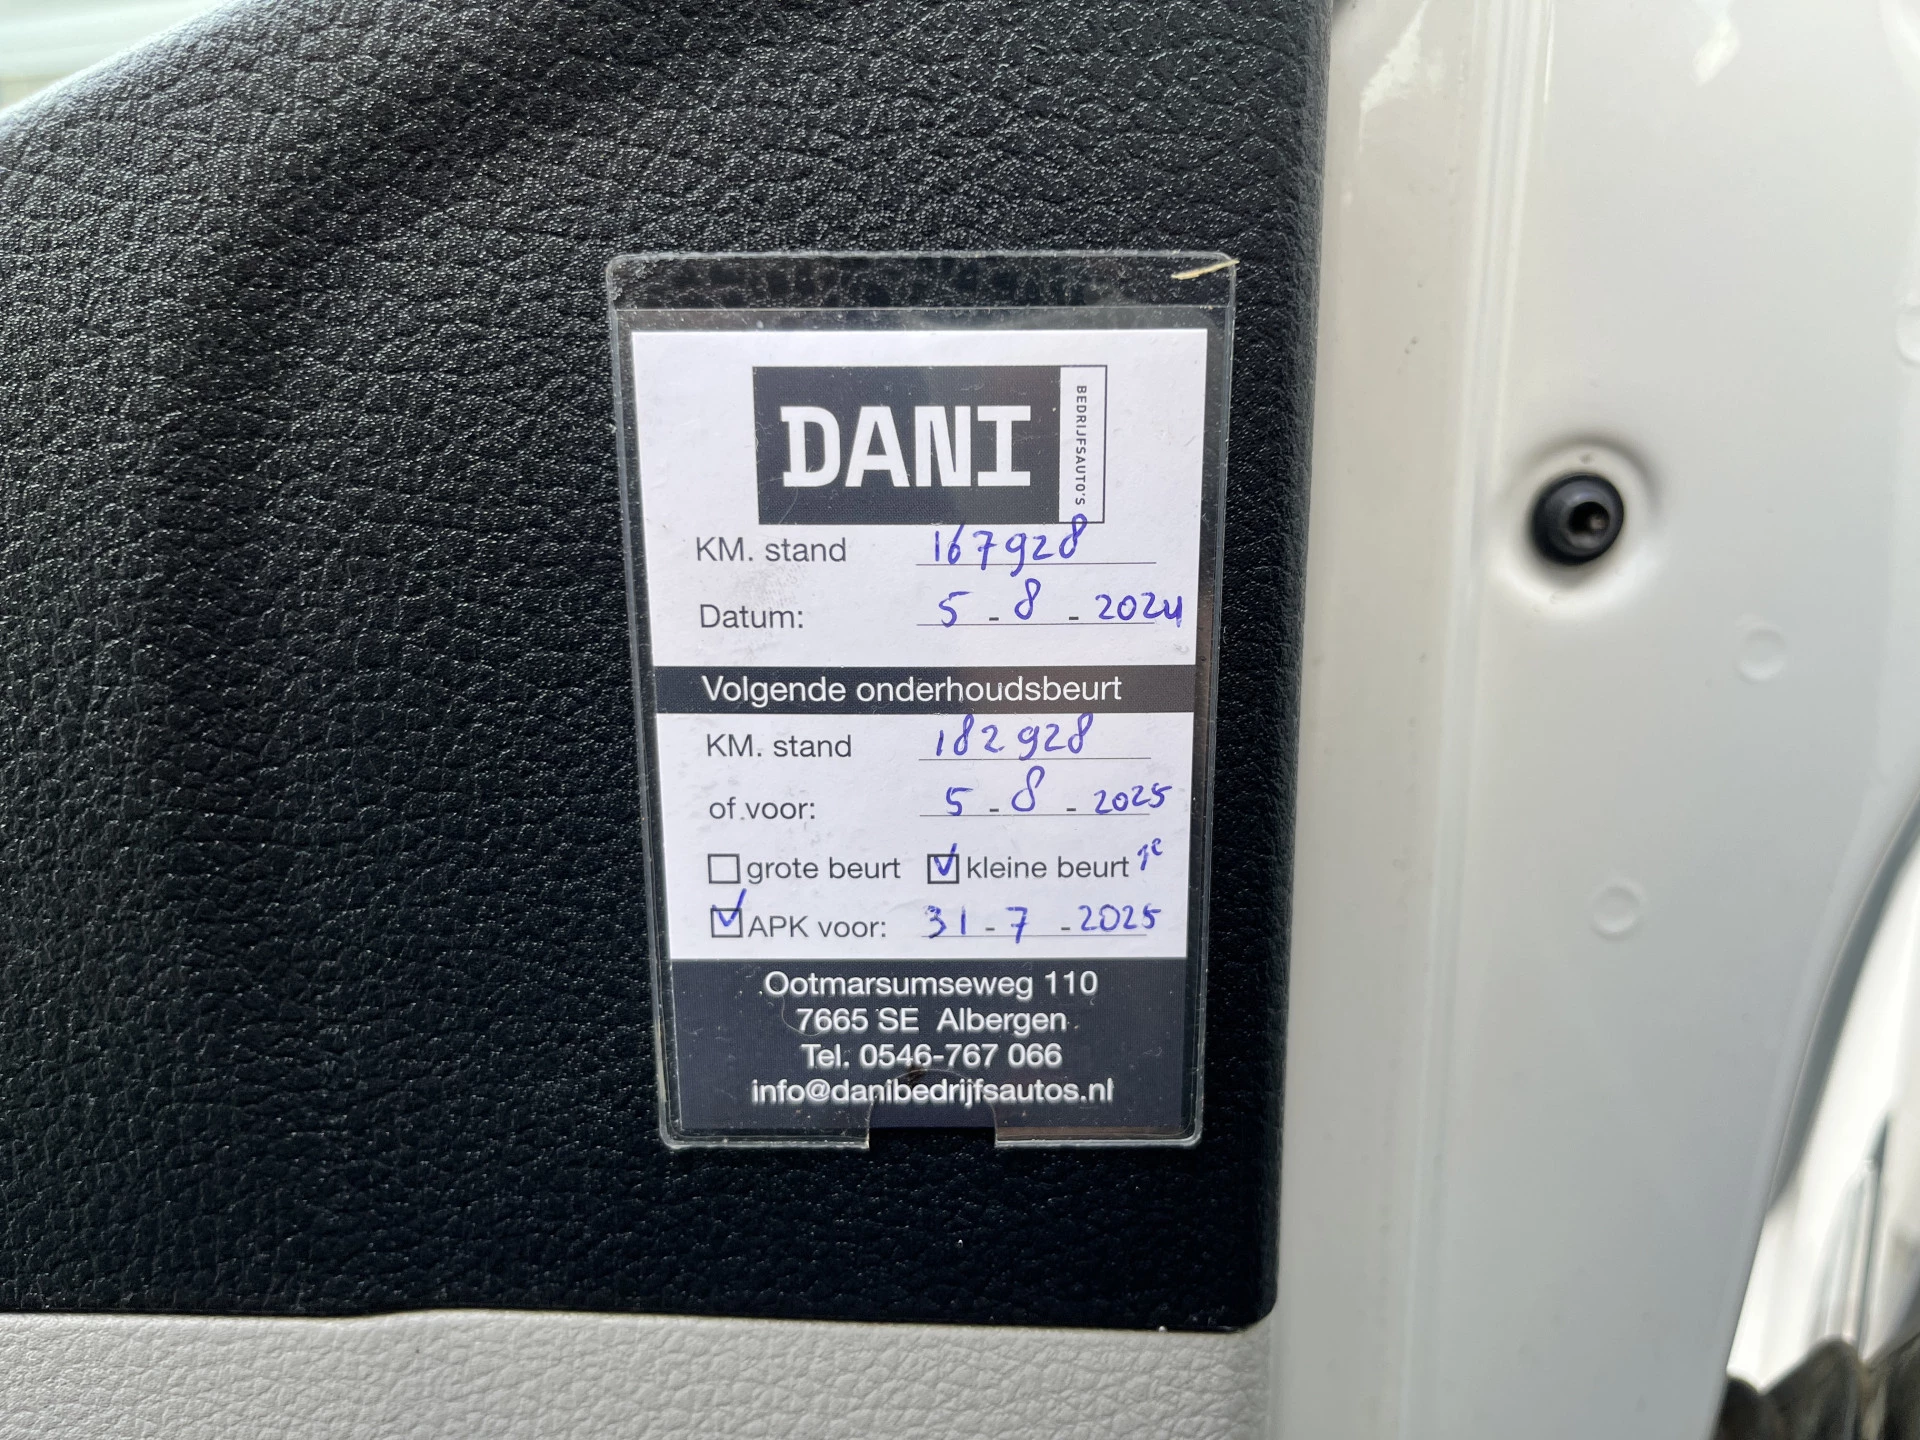 DANI BEDRIJFSAUTO'S
KM. stand 167928
Datum: 5 - 8 - 2024
Volgende onderhoudsbeurt
KM. stand 182928
of voor: 5 - 8 - 2025
grote beurt kleine beurt 1e
APK voor: 31 - 7 - 2025
Ootmarsumseweg 110
7665 SE Albergen
Tel. 0546-767 066
info@danibedrijfsautos.nl